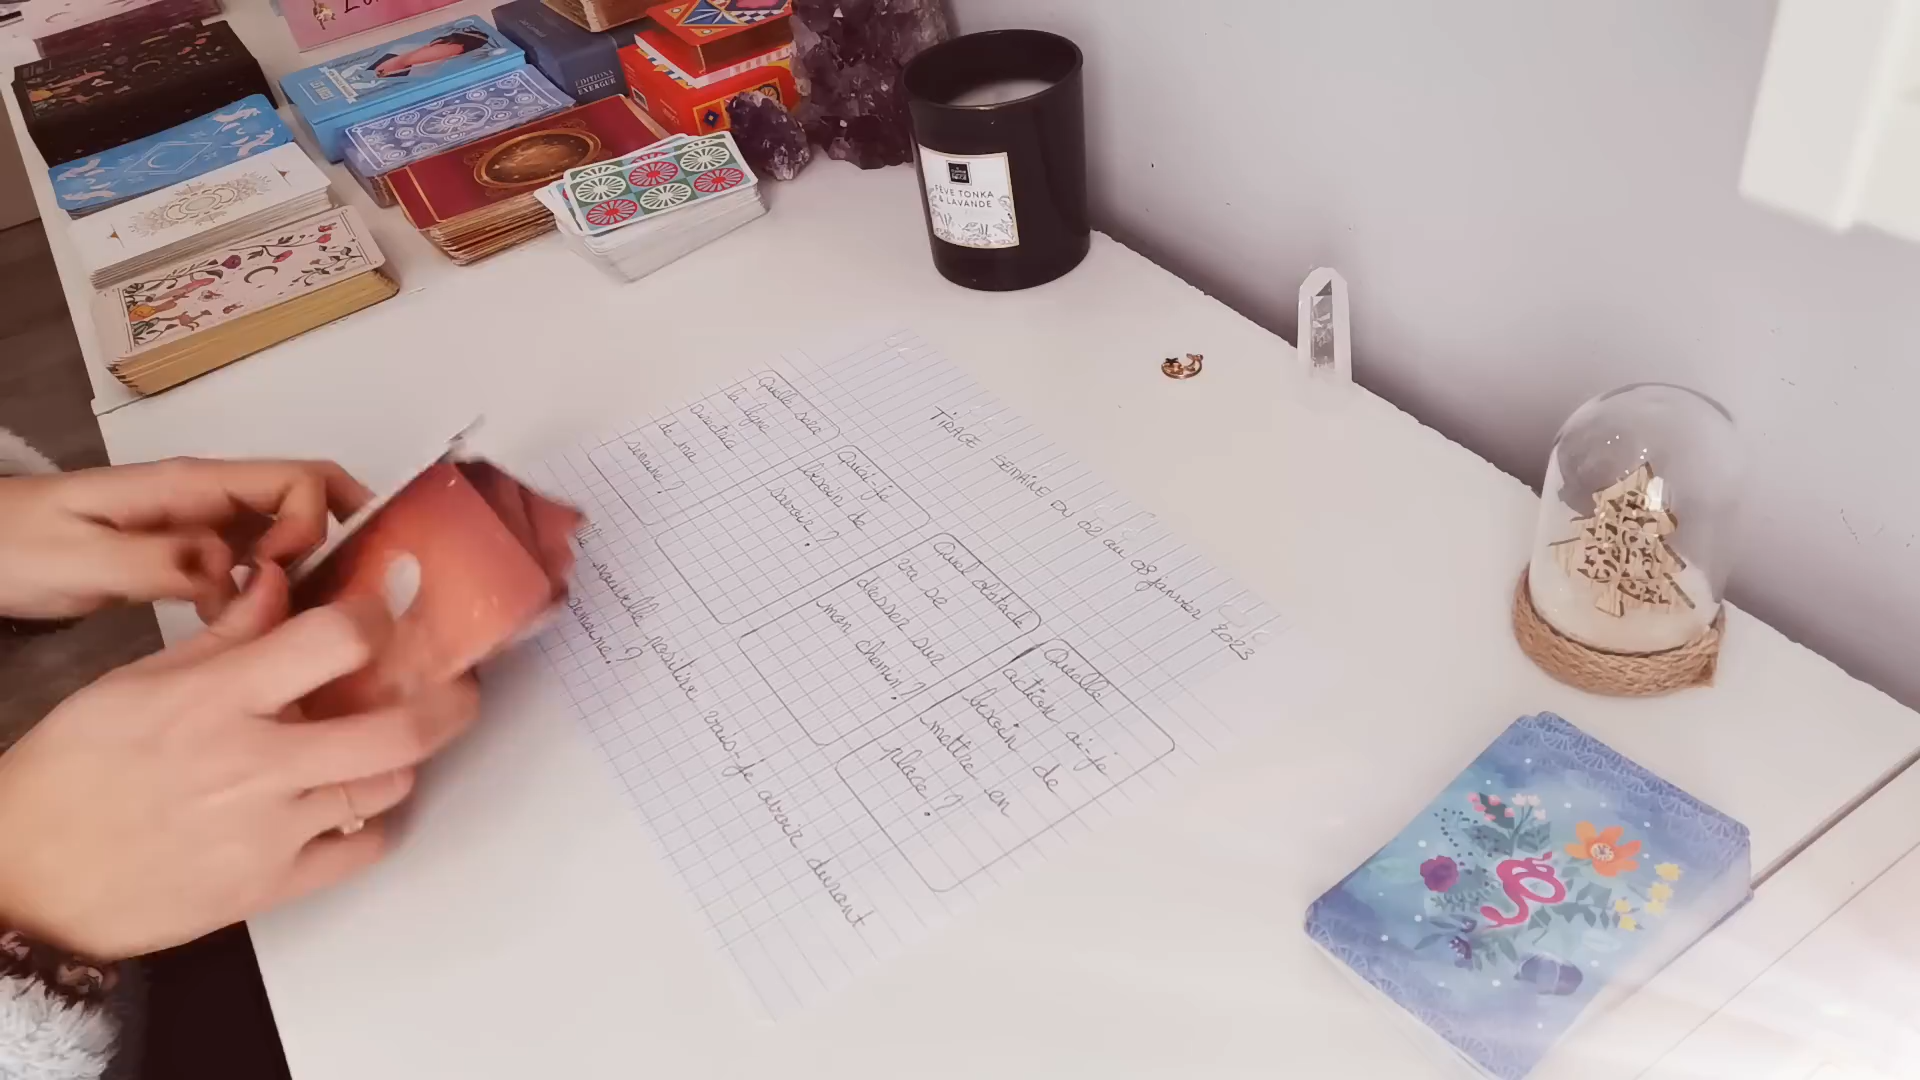 TIRAGE SEMAINE DU 02 au 08 janvier 2023
Quelle sera
la ligne
Directrice
de ma
semaine?
Qu'ai-je
besoin de
savoir?
Quel obstacle
va se
dresser sur
mon chemin?
Quelle
action ai-je
besoin de
mettre en
place?
nouvelle positive vais-je avoir durant
semaine?
FÈVE TONKA
& LAVANDE
ÉDITIONS
EXERGUE